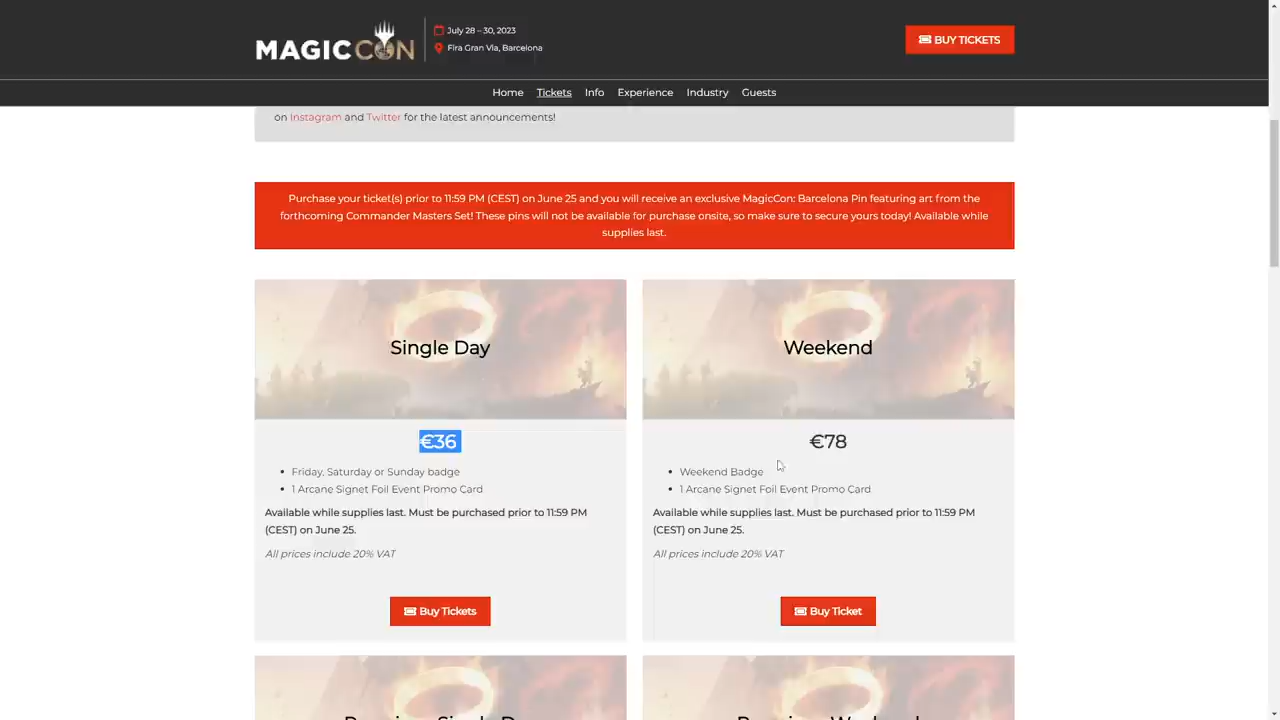 MAGICCON
July 28 – 30, 2023
Fira Gran Via, Barcelona
BUY TICKETS
Home Tickets Info Experience Industry Guests
on Instagram and Twitter for the latest announcements!
Purchase your ticket(s) prior to 11:59 PM (CEST) on June 25 and you will receive an exclusive MagicCon: Barcelona Pin featuring art from the
forthcoming Commander Masters Set! These pins will not be available for purchase onsite, so make sure to secure yours today! Available while
supplies last.
Single Day
€36
• Friday, Saturday or Sunday badge
• 1 Arcane Signet Foil Event Promo Card
Available while supplies last. Must be purchased prior to 11:59 PM
(CEST) on June 25.
All prices include 20% VAT
Buy Tickets
Weekend
€78
• Weekend Badge
• 1 Arcane Signet Foil Event Promo Card
Available while supplies last. Must be purchased prior to 11:59 PM
(CEST) on June 25.
All prices include 20% VAT
Buy Ticket